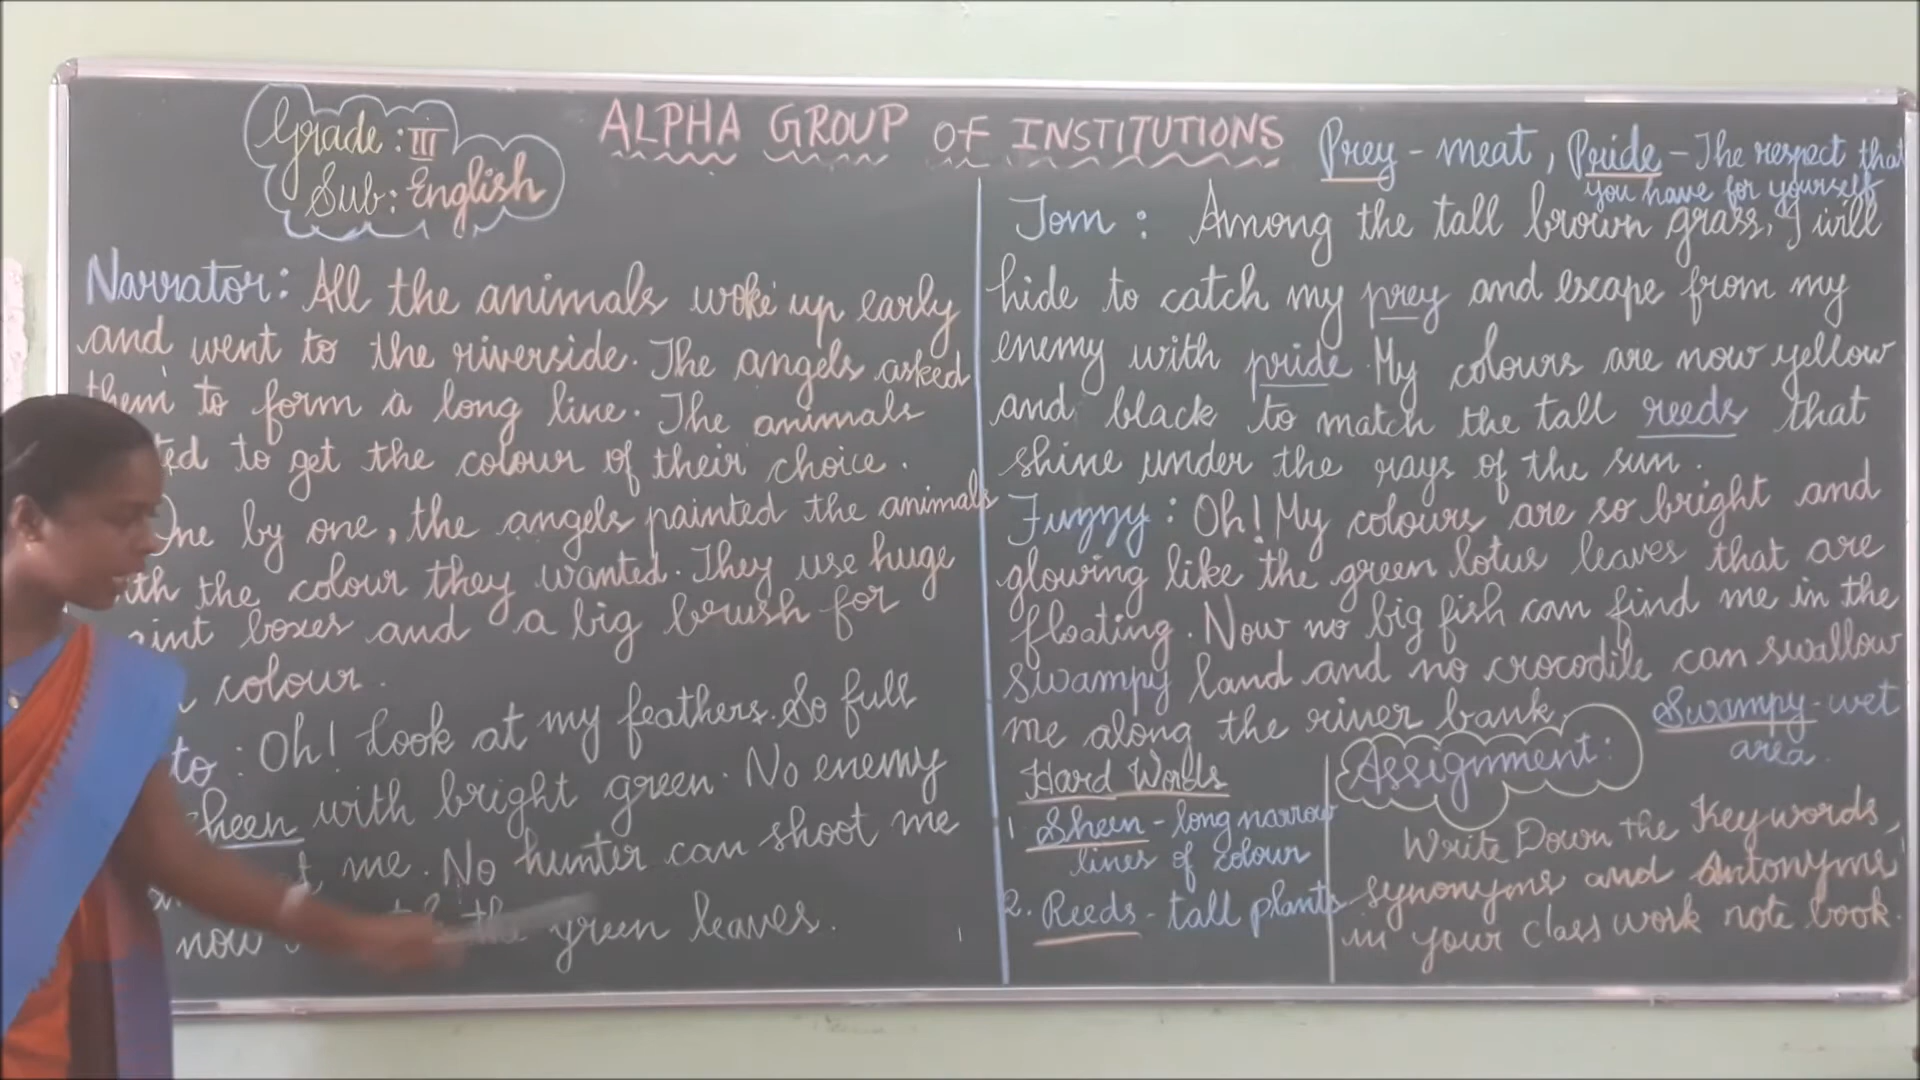 Grade : III
Sub : English
ALPHA GROUP OF INSTITUTIONS
Prey - meat, Pride - The respect that
you have for yourself
Narrator : All the animals woke up early
and went to the riverside. The angels asked
them to form a long line. The animals
to get the colour of their choice.
One by one, the angels painted the animals
the colour they wanted. They use huge
boxes and a big brush for
colour.
: Oh! Look at my feathers. So full
with bright green. No enemy
me. No hunter can shoot me
now the green leaves.
Tom : Among the tall brown grass, I will
hide to catch my prey and escape from my
enemy with pride. My colours are now yellow
and black to match the tall reeds that
shine under the rays of the sun.
Fuzzy : Oh! My colours are so bright and
glowing like the green lotus leaves that are
floating. Now no big fish can find me in the
swampy land and no crocodile can swallow
me along the river bank.
Swampy - wet
area.
Hard Words
1. Sheen - long narrow
lines of colour
2. Reeds - tall plants
Assignment :
Write Down the Key words,
synonyms and Antonyms
in your class work note book.